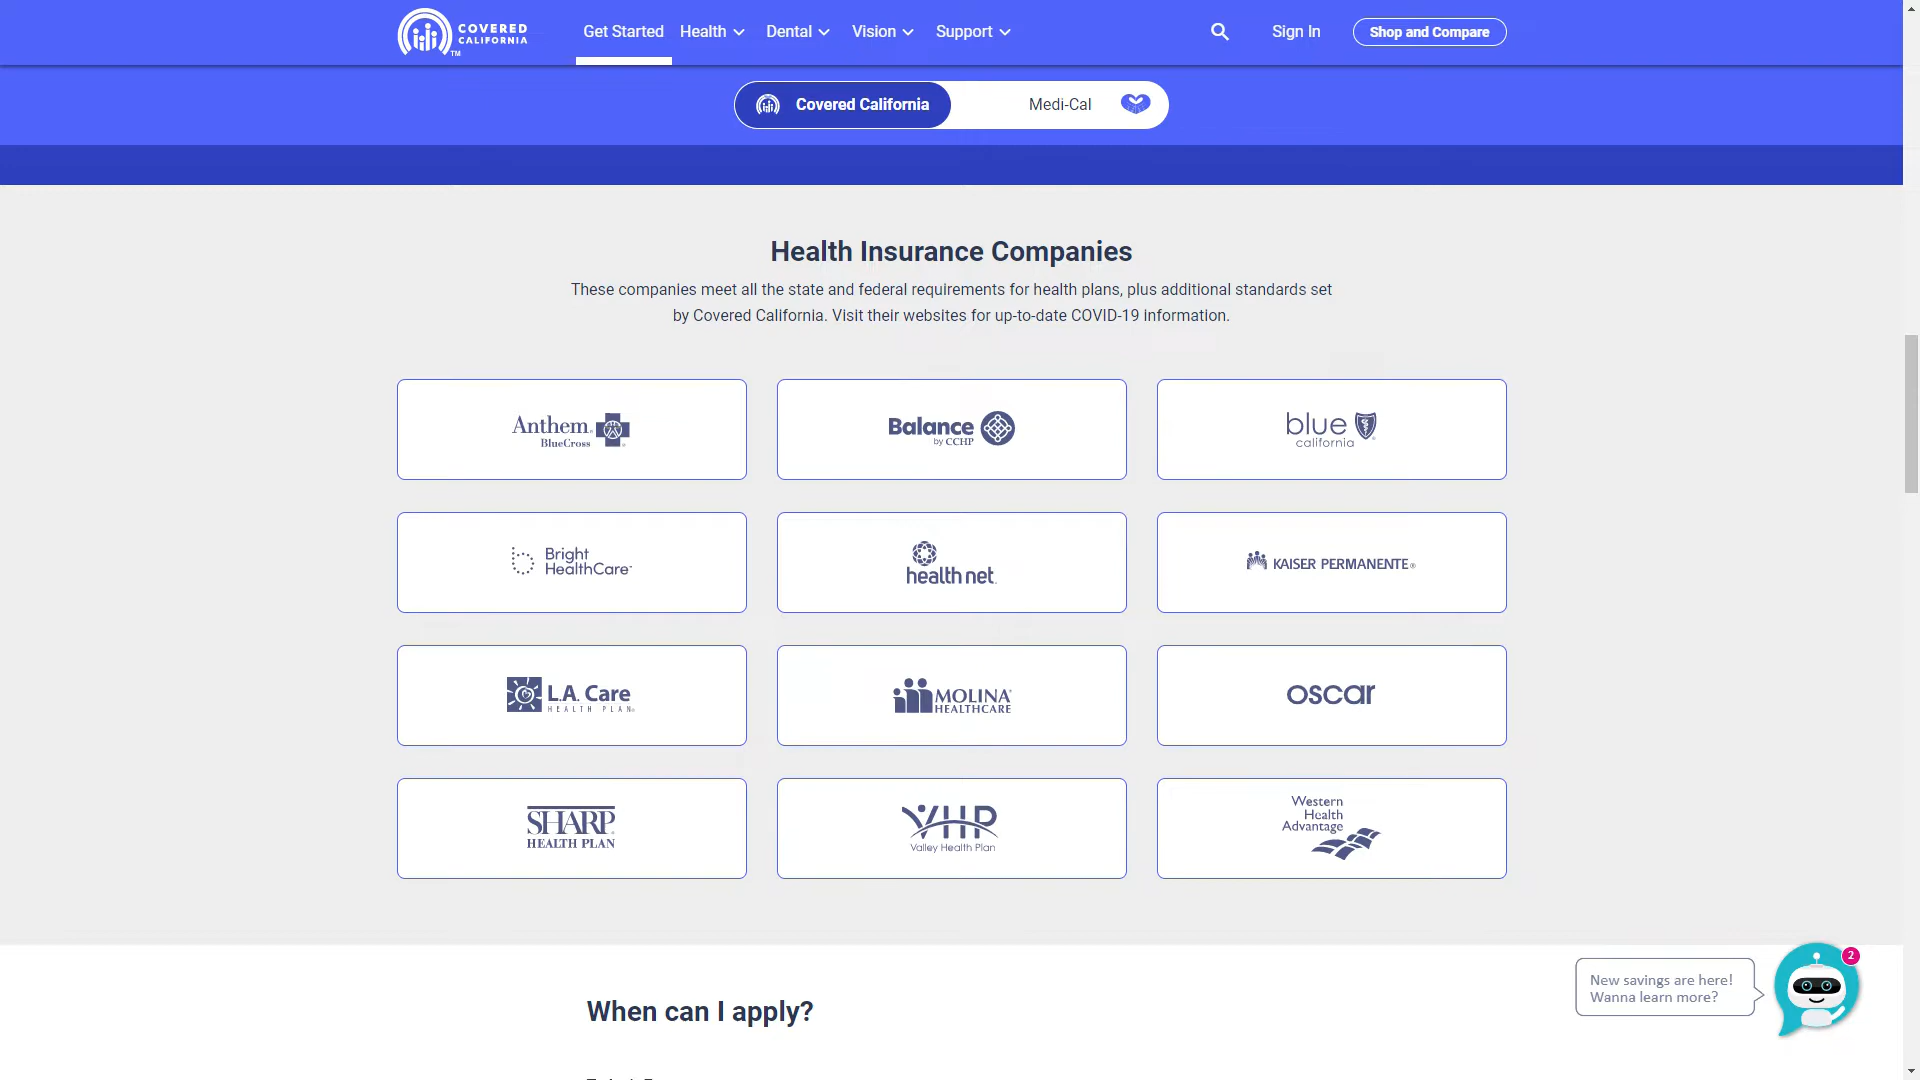 COVERED
CALIFORNIA
TM
Get Started
Health
Dental
Vision
Support
Sign In
Shop and Compare
Covered California
Medi-Cal
Health Insurance Companies
These companies meet all the state and federal requirements for health plans, plus additional standards set
by Covered California. Visit their websites for up-to-date COVID-19 information.
Anthem
BlueCross
Balance
by CCHP
blue
california
Bright
HealthCare
health net
KAISER PERMANENTE®
L.A. Care
HEALTH PLAN
MOLINA
HEALTHCARE
oscar
SHARP
HEALTH PLAN
VHP
Valley Health Plan
Western
Health
Advantage
When can I apply?
2
New savings are here!
Wanna learn more?